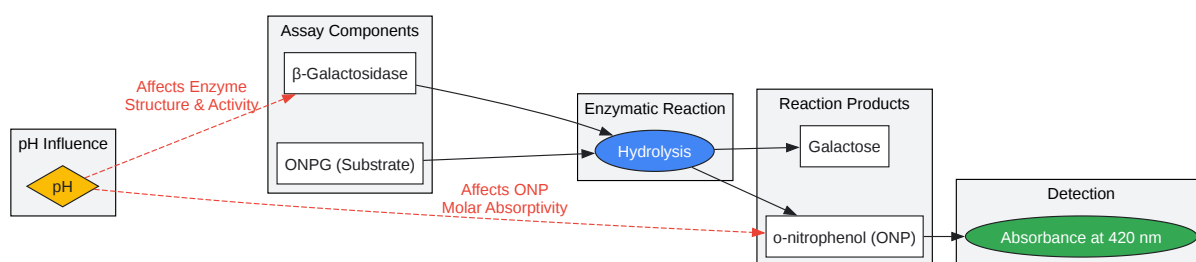 pH Influence
pH
Affects Enzyme
Structure & Activity
Assay Components
β-Galactosidase
ONPG (Substrate)
Affects ONP
Molar Absorptivity
Enzymatic Reaction
Hydrolysis
Reaction Products
Galactose
o-nitrophenol (ONP)
Detection
Absorbance at 420 nm